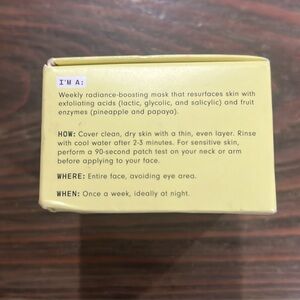 I'M A:
Weekly radiance-boosting mask that resurfaces skin with
exfoliating acids (lactic, glycolic, and salicylic) and fruit
enzymes (pineapple and papaya).
HOW: Cover clean, dry skin with a thin, even layer. Rinse
with cool water after 2-3 minutes. For sensitive skin,
perform a 90-second patch test on your neck or arm
before applying to your face.
WHERE: Entire face, avoiding eye area.
WHEN: Once a week, ideally at night.